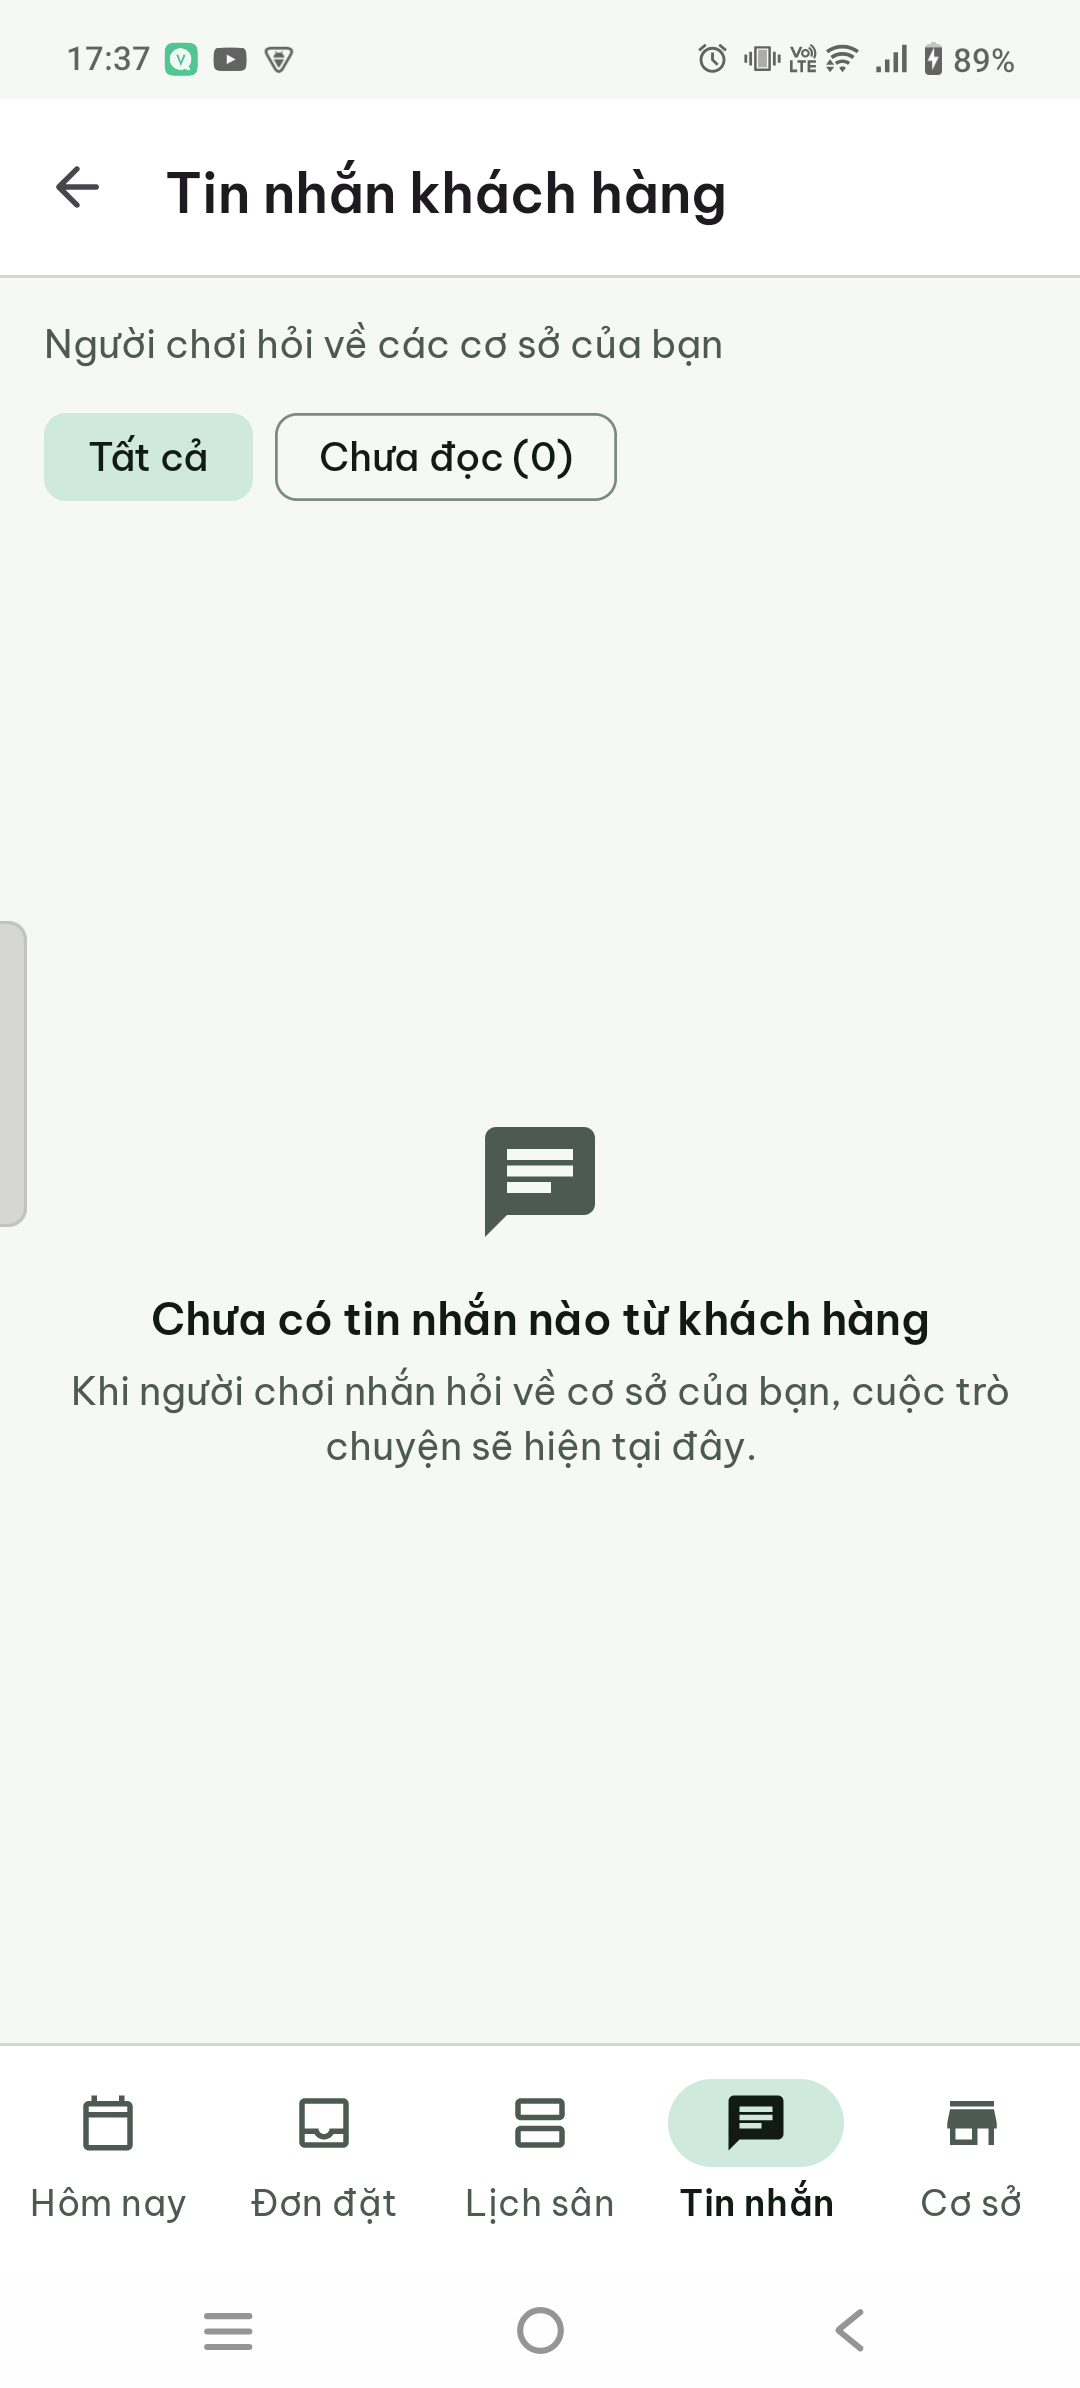 17:37
VoLTE
89%
Tin nhắn khách hàng
Người chơi hỏi về các cơ sở của bạn
Tất cả
Chưa đọc (0)
Chưa có tin nhắn nào từ khách hàng
Khi người chơi nhắn hỏi về cơ sở của bạn, cuộc trò
chuyện sẽ hiện tại đây.
Hôm nay
Đơn đặt
Lịch sân
Tin nhắn
Cơ sở